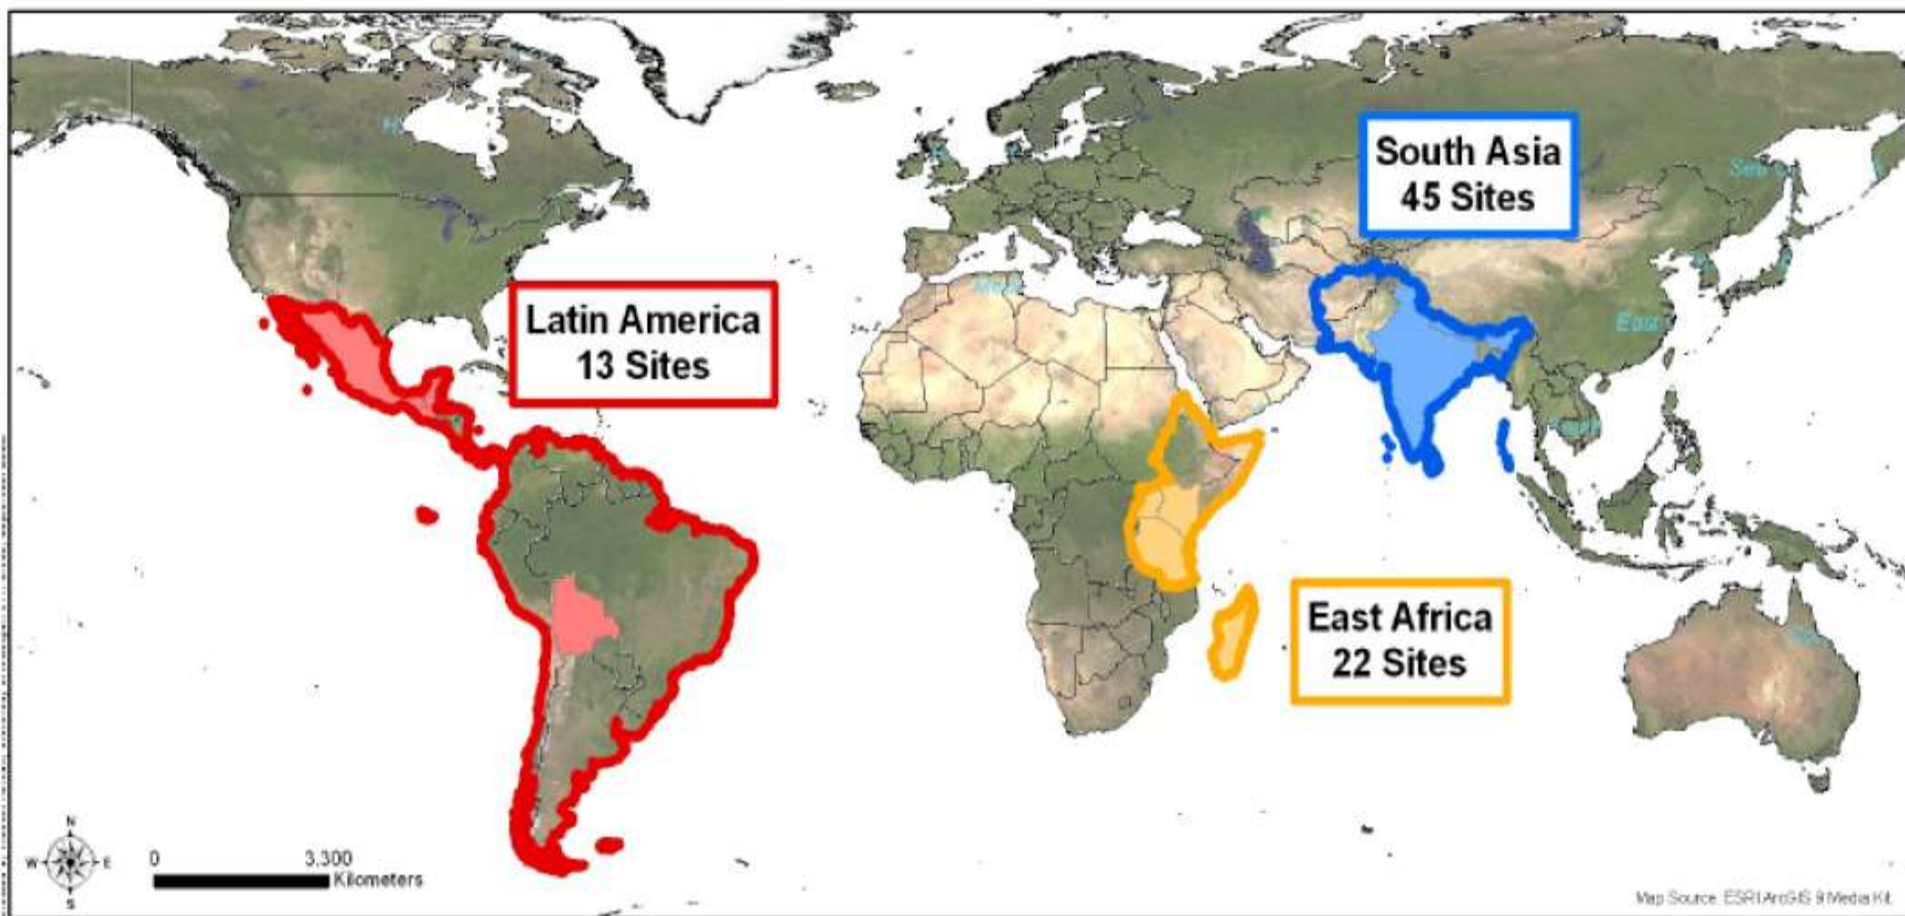 South Asia
45 Sites
Latin America
13 Sites
East
East Africa
22 Sites
N
W
E
S
0
3,300
Kilometers
Map Source: ESRI ArcGIS 9 Media Kit